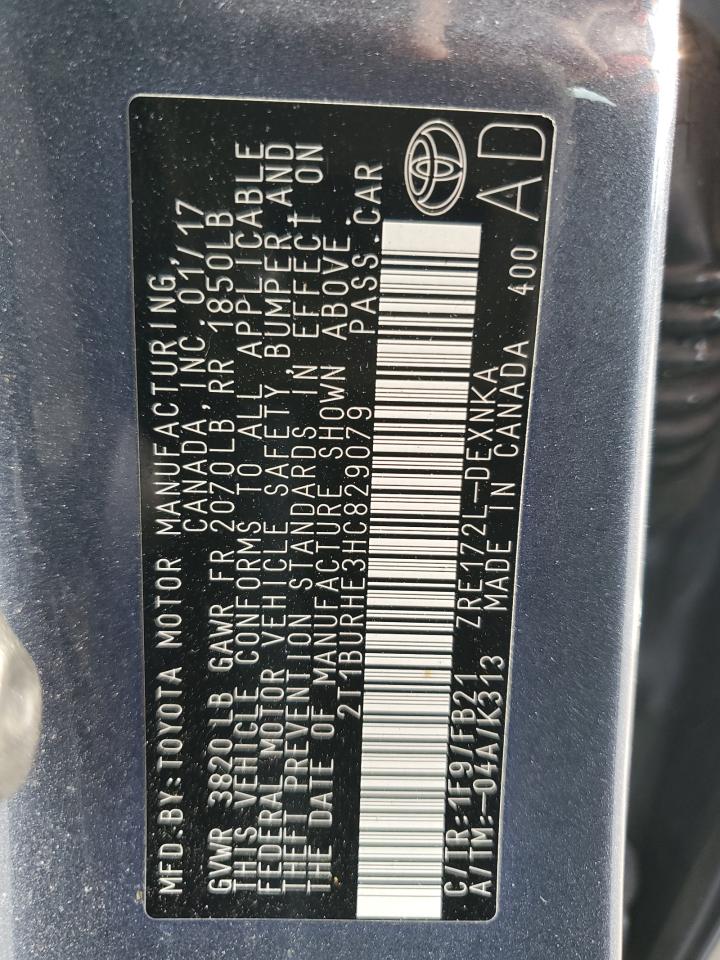 MFD.BY:TOYOTA MOTOR MANUFACTURING,
CANADA, INC. 01/17
GVWR 3820 LB GAWR FR 2070LB, RR 1850LB
THIS VEHICLE CONFORMS TO ALL APPLICABLE
FEDERAL MOTOR VEHICLE SAFETY, BUMPER, AND
THEFT PREVENTION STANDARDS IN EFFECT ON
THE DATE OF MANUFACTURE SHOWN ABOVE.
2T1BURHE3HC829079 PASS.CAR
C/TR:1F9/FB21 ZRE172L-DEXNKA
A/TM:-04A/K313 MADE IN CANADA 400
AD